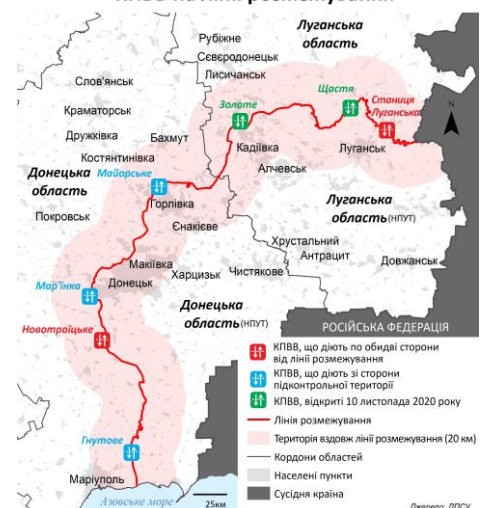 КПВВ на лінії розмежування
Рубіжне
Луганська
область
Сєвєродонецьк
Лисичанськ
Слов'янськ
Золоте
Щастя
Станиця
Луганська
N
Краматорськ
Дружківка
Бахмут
Кадіївка
Луганськ
Костянтинівка
Алчевськ
Донецька
область
Майорське
Горлівка
Луганська
область (НПУТ)
Покровськ
Єнакієве
Хрустальний
Антрацит
Макіївка
Харцизьк
Чистякове
Довжанськ
Мар'їнка
Донецьк
Донецька
область (НПУТ)
Новотроїцьке
РОСІЙСЬКА ФЕДЕРАЦІЯ
КПВВ, що діють по обидві сторони
від лінії розмежування
КПВВ, що діють зі сторони
підконтрольної території
КПВВ, відкриті 10 листопада 2020 року
Лінія розмежування
Територія вздовж лінії розмежування (20 км)
Кордони областей
Населені пункти
Сусідня країна
Гнутове
Маріуполь
Азовське море
25км
Джерело: ДПСУ